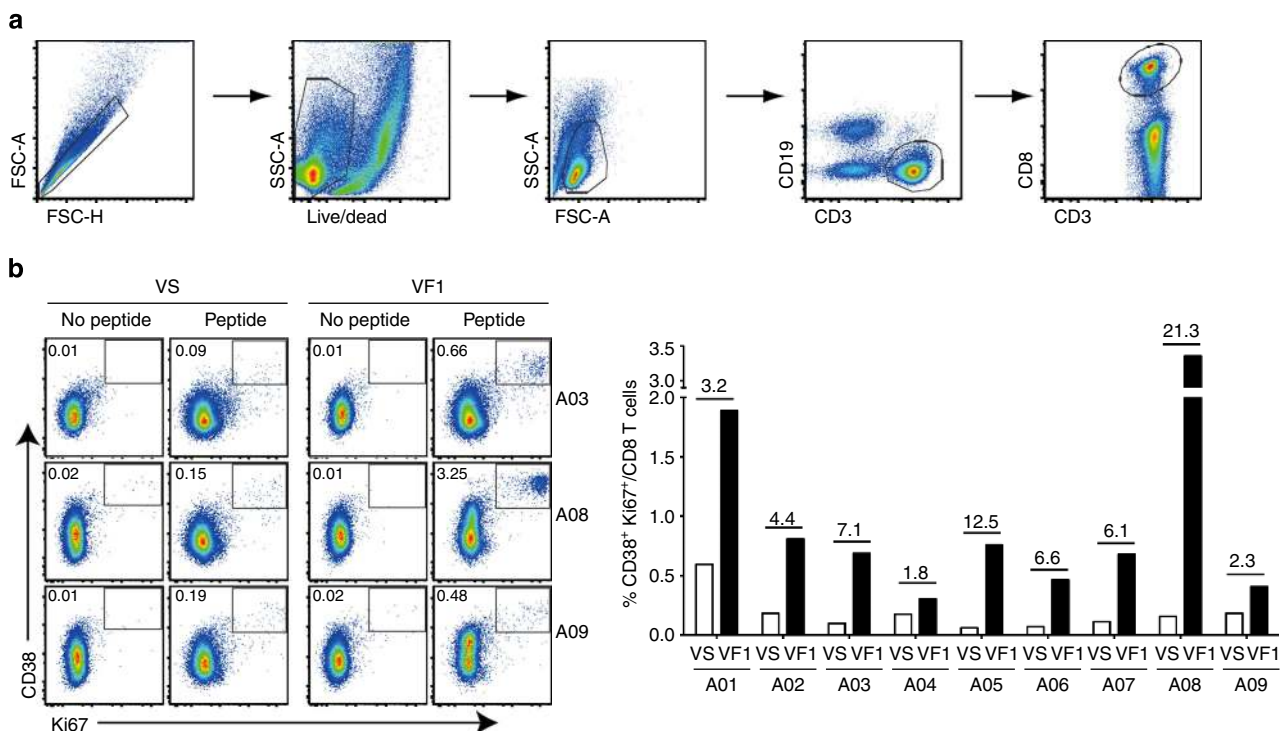 a
FSC-A
FSC-H
SSC-A
Live/dead
SSC-A
FSC-A
CD19
CD3
CD8
CD3
b
VS
VF1
No peptide
Peptide
No peptide
Peptide
0.01
0.09
0.01
0.66
A03
0.02
0.15
0.01
3.25
A08
0.01
0.19
0.02
0.48
A09
CD38
Ki67
% CD38+ Ki67+/CD8 T cells
3.5
3.0
2.0
1.5
1.0
0.5
0.0
3.2
4.4
7.1
1.8
12.5
6.6
6.1
21.3
2.3
VS VF1 VS VF1 VS VF1 VS VF1 VS VF1 VS VF1 VS VF1 VS VF1 VS VF1
A01 A02 A03 A04 A05 A06 A07 A08 A09